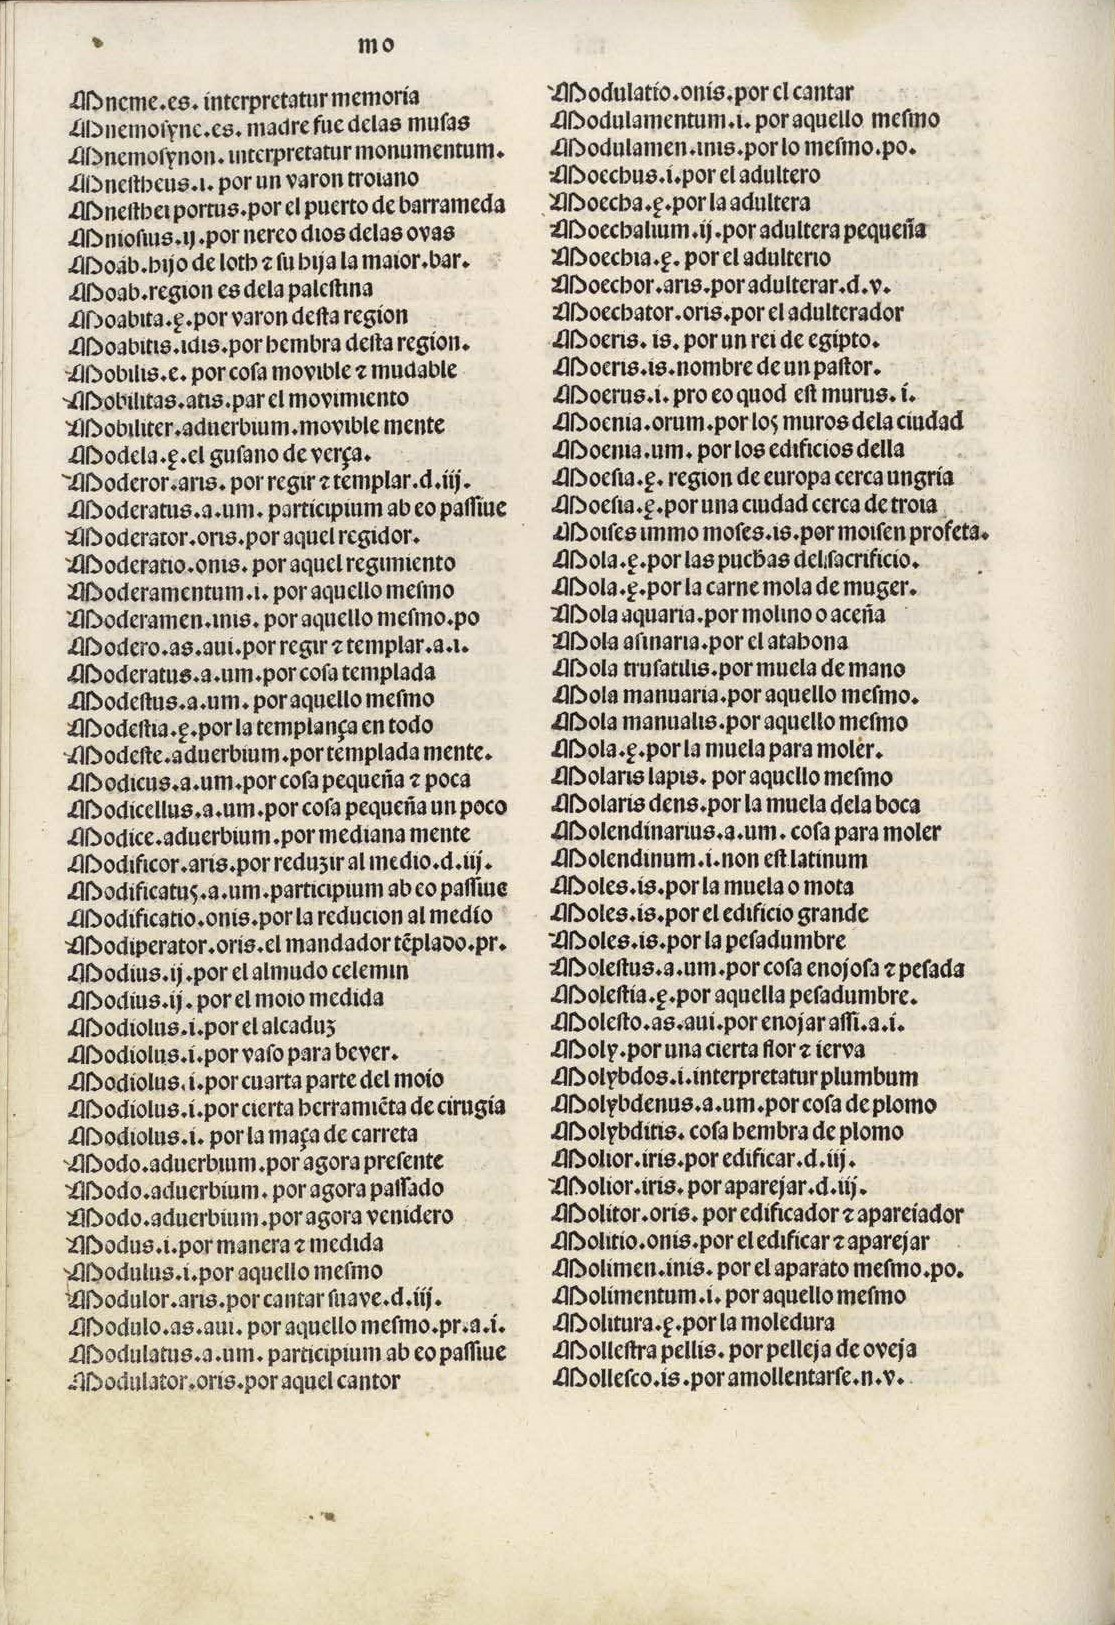 mo
Mneme.es. interpretatur memoria
Mnemosyne.es. madre fue delas musas
Mnemosynon. interpretatur monumentum.
Mnestheus.i. por un varon troiano
Mnesthei portus.por el puerto de barrameda
Mniosius.ij.por nereo dios delas ovas
Moab.hijo de loth ⁊ su hija la maior.bar.
Moab.region es dela palestina
Moabita.ę.por varon desta region
Moabitis.idis.por hembra desta region.
Mobilis.e. por cosa movible ⁊ mudable
Mobilitas.atis.par el movimiento
Mobiliter.aduerbium.movible mente
Modela.ę.el gusano de verça.
Moderor.aris. por regir ⁊ templar.d.iij.
Moderatus.a.um. participium ab eo passiue
Moderator.oris.por aquel regidor.
Moderatio.onis. por aquel regimiento
Moderamentum.i. por aquello mesmo
Moderamen.inis. por aquello mesmo.po
Modero.as.aui.por regir ⁊ templar.a.i.
Moderatus.a.um.por cosa templada
Modestus.a.um. por aquello mesmo
Modestia.ę.por la templança en todo
Modeste.aduerbium.por templada mente.
Modicus.a.um.por cosa pequeña ⁊ poca
Modicellus.a.um.por cosa pequeña un poco
Modice.aduerbium.por mediana mente
Modificor.aris.por reduzir al medio.d.iij.
Modificatus.a.um.participium ab eo passiue
Modificatio.onis.por la reducion al medio
Modiperator.oris.el mandador tẽplado.pr.
Modius.ij.por el almudo celemin
Modius.ij.por el moio medida
Modiolus.i.por el alcaduz
Modiolus.i.por vaso para bever.
Modiolus.i.por cuarta parte del moio
Modiolus.i.por cierta herramiẽta de cirugia
Modiolus.i. por la maça de carreta
Modo.aduerbium.por agora presente
Modo.aduerbium. por agora passado
Modo.aduerbium.por agora venidero
Modus.i.por manera ⁊ medida
Modulus.i.por aquello mesmo
Modulor.aris.por cantar suave.d.iij.
Modulo.as.aui. por aquello mesmo.pr.a.i.
Modulatus.a.um. participium ab eo passiue
Modulator.oris.por aquel cantor
Modulatio.onis.por el cantar
Modulamentum.i. por aquello mesmo
Modulamen.inis.por lo mesmo.po.
Moechus.i.por el adultero
Moecha.ę.por la adultera
Moechalium.ij.por adultera pequeña
Moechia.ę. por el adulterio
Moechor.aris.por adulterar.d.v.
Moechator.oris.por el adulterador
Moeris. is. por un rei de egipto.
Moeris.is.nombre de un pastor.
Moerus.i. pro eo quod est murus. i.
Moenia.orum.por los muros dela ciudad
Moenia.um. por los edificios della
Moesia.ę. region de europa cerca ungria
Moesia.ę.por una ciudad cerca de troia
Moises immo moses.is.por moisen profeta.
Mola.ę.por las puchas del sacrificio.
Mola.ę.por la carne mola de muger.
Mola aquaria.por molino o aceña
Mola asinaria.por el atahona
Mola trusatilis.por muela de mano
Mola manuaria.por aquello mesmo.
Mola manualis.por aquello mesmo
Mola.ę.por la muela para moler.
Molaris lapis. por aquello mesmo
Molaris dens.por la muela dela boca
Molendinarius.a.um. cosa para moler
Molendinum.i.non est latinum
Moles.is.por la muela o mota
Moles.is.por el edificio grande
Moles.is.por la pesadumbre
Molestus.a.um.por cosa enojosa ⁊ pesada
Molestia.ę.por aquella pesadumbre.
Molesto.as.aui.por enojar assi.a.i.
Moly.por una cierta flor ⁊ ierva
Molybdos.i.interpretatur plumbum
Molybdenus.a.um.por cosa de plomo
Molybditis. cosa hembra de plomo
Molior.iris.por edificar.d.iij.
Molior.iris. por aparejar.d.iij.
Molitor.oris. por edificador ⁊ apareiador
Molitio.onis.por el edificar ⁊ aparejar
Molimen.inis. por el aparato mesmo.po.
Molimentum.i. por aquello mesmo
Molitura.ę.por la moledura
Mollestra pellis. por pelleja de oveja
Mollesco.is.por amollentarse.n.v.